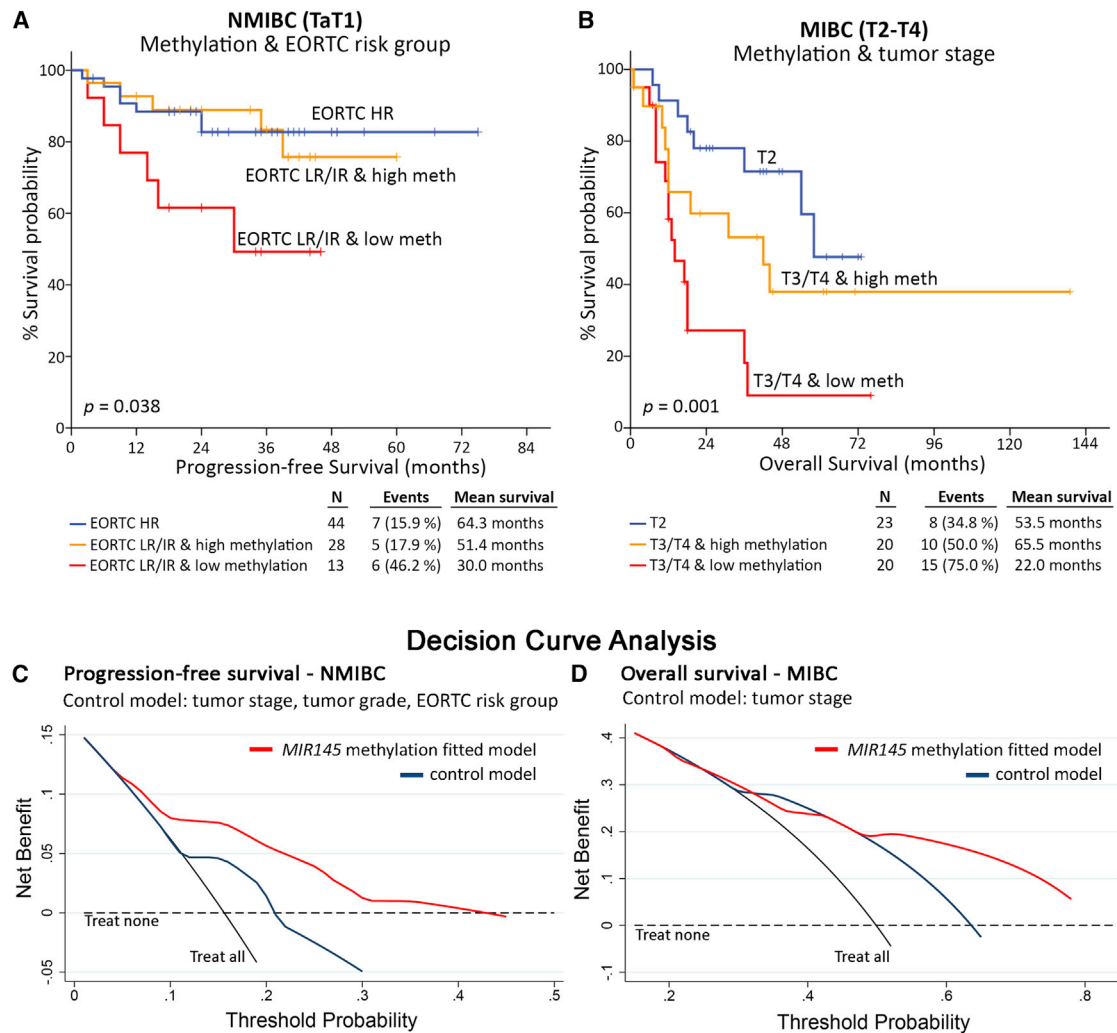 A
NMIBC (TaT1)
Methylation & EORTC risk group
% Survival probability
100
80
60
40
20
0
EORTC HR
EORTC LR/IR & high meth
EORTC LR/IR & low meth
p = 0.038
0 12 24 36 48 60 72 84
Progression-free Survival (months)
N Events Mean survival
EORTC HR 44 7 (15.9 %) 64.3 months
EORTC LR/IR & high methylation 28 5 (17.9 %) 51.4 months
EORTC LR/IR & low methylation 13 6 (46.2 %) 30.0 months
B
MIBC (T2-T4)
Methylation & tumor stage
% Survival probability
100
80
60
40
20
0
T2
T3/T4 & high meth
T3/T4 & low meth
p = 0.001
0 24 48 72 96 120 144
Overall Survival (months)
N Events Mean survival
T2 23 8 (34.8 %) 53.5 months
T3/T4 & high methylation 20 10 (50.0 %) 65.5 months
T3/T4 & low methylation 20 15 (75.0 %) 22.0 months
Decision Curve Analysis
C Progression-free survival - NMIBC
Control model: tumor stage, tumor grade, EORTC risk group
Net Benefit
.15
.1
.05
0
-.05
MIR145 methylation fitted model
control model
Treat none
Treat all
0 .1 .2 .3 .4 .5
Threshold Probability
D Overall survival - MIBC
Control model: tumor stage
Net Benefit
.4
.3
.2
.1
0
-.1
MIR145 methylation fitted model
control model
Treat none
Treat all
.2 .4 .6 .8
Threshold Probability